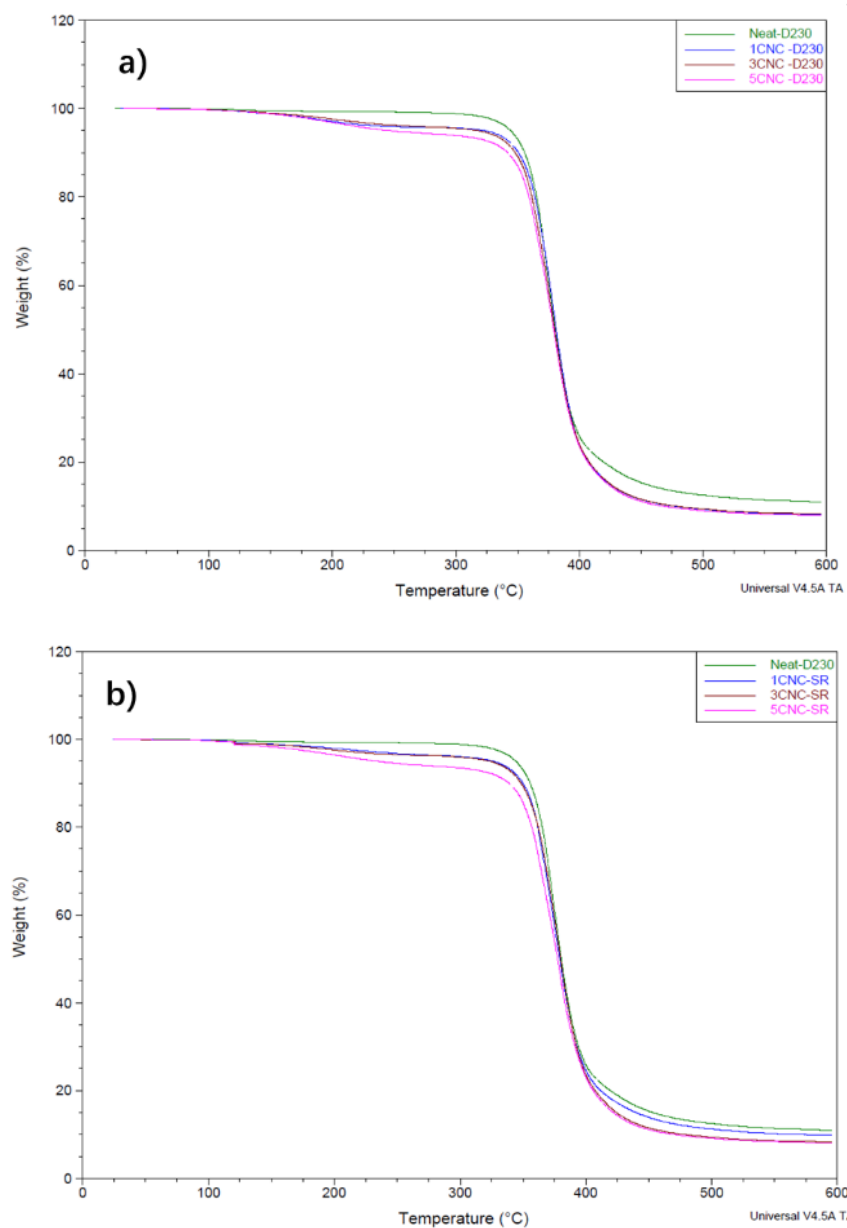 a)
Neat-D230
1CNC -D230
3CNC -D230
5CNC -D230
120
100
80
60
40
20
0
Weight (%)
0 100 200 300 400 500 600
Temperature (°C)
Universal V4.5A TA
b)
Neat-D230
1CNC-SR
3CNC-SR
5CNC-SR
120
100
80
60
40
20
0
Weight (%)
0 100 200 300 400 500 600
Temperature (°C)
Universal V4.5A T